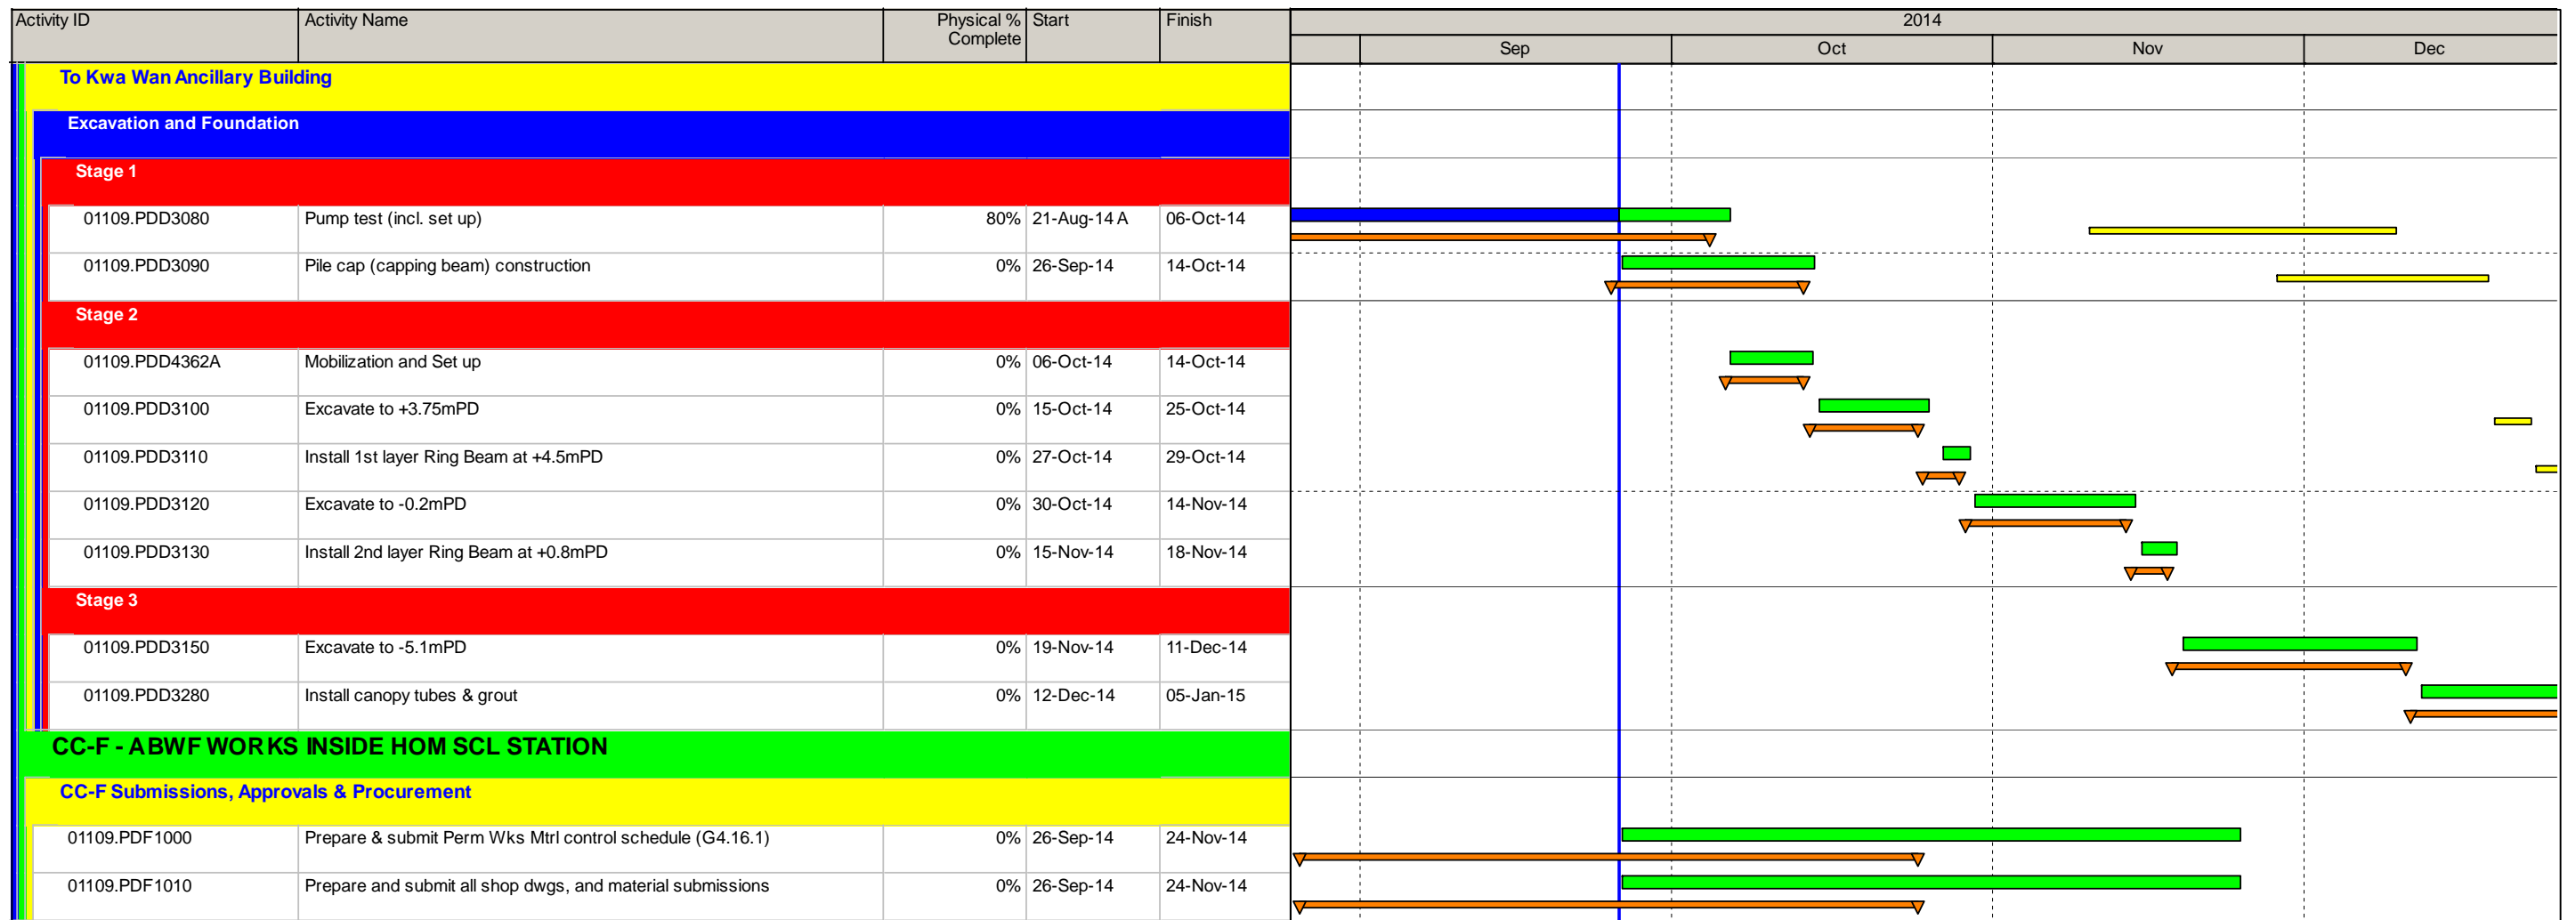 Activity ID Activity Name Physical % Complete Start Finish 2014
Sep Oct Nov Dec
To Kwa Wan Ancillary Building
Excavation and Foundation
Stage 1
01109.PDD3080 Pump test (incl. set up) 80% 21-Aug-14 A 06-Oct-14
01109.PDD3090 Pile cap (capping beam) construction 0% 26-Sep-14 14-Oct-14
Stage 2
01109.PDD4362A Mobilization and Set up 0% 06-Oct-14 14-Oct-14
01109.PDD3100 Excavate to +3.75mPD 0% 15-Oct-14 25-Oct-14
01109.PDD3110 Install 1st layer Ring Beam at +4.5mPD 0% 27-Oct-14 29-Oct-14
01109.PDD3120 Excavate to -0.2mPD 0% 30-Oct-14 14-Nov-14
01109.PDD3130 Install 2nd layer Ring Beam at +0.8mPD 0% 15-Nov-14 18-Nov-14
Stage 3
01109.PDD3150 Excavate to -5.1mPD 0% 19-Nov-14 11-Dec-14
01109.PDD3280 Install canopy tubes & grout 0% 12-Dec-14 05-Jan-15
CC-F - ABWF WORKS INSIDE HOM SCL STATION
CC-F Submissions, Approvals & Procurement
01109.PDF1000 Prepare & submit Perm Wks Mtrl control schedule (G4.16.1) 0% 26-Sep-14 24-Nov-14
01109.PDF1010 Prepare and submit all shop dwgs, and material submissions 0% 26-Sep-14 24-Nov-14